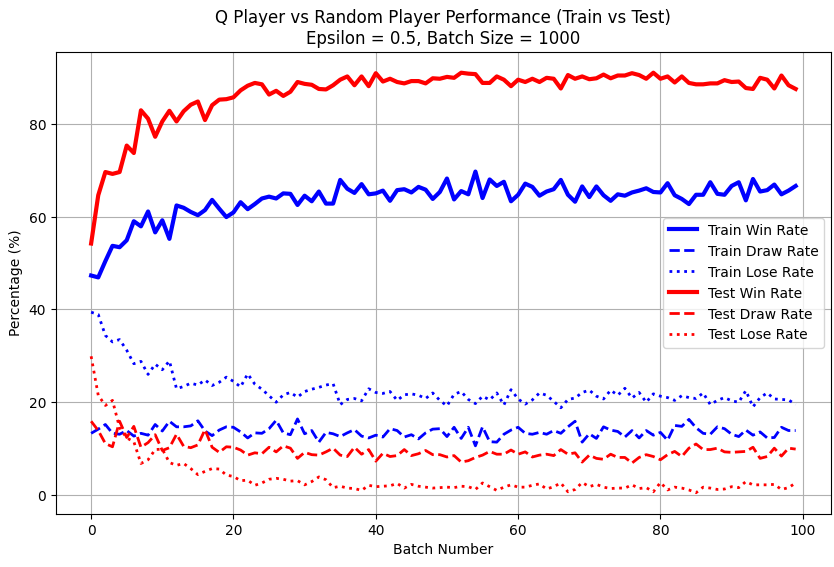 Q Player vs Random Player Performance (Train vs Test)
Epsilon = 0.5, Batch Size = 1000
Percentage (%)
80
60
40
20
0
Train Win Rate
Train Draw Rate
Train Lose Rate
Test Win Rate
Test Draw Rate
Test Lose Rate
0 20 40 60 80 100
Batch Number